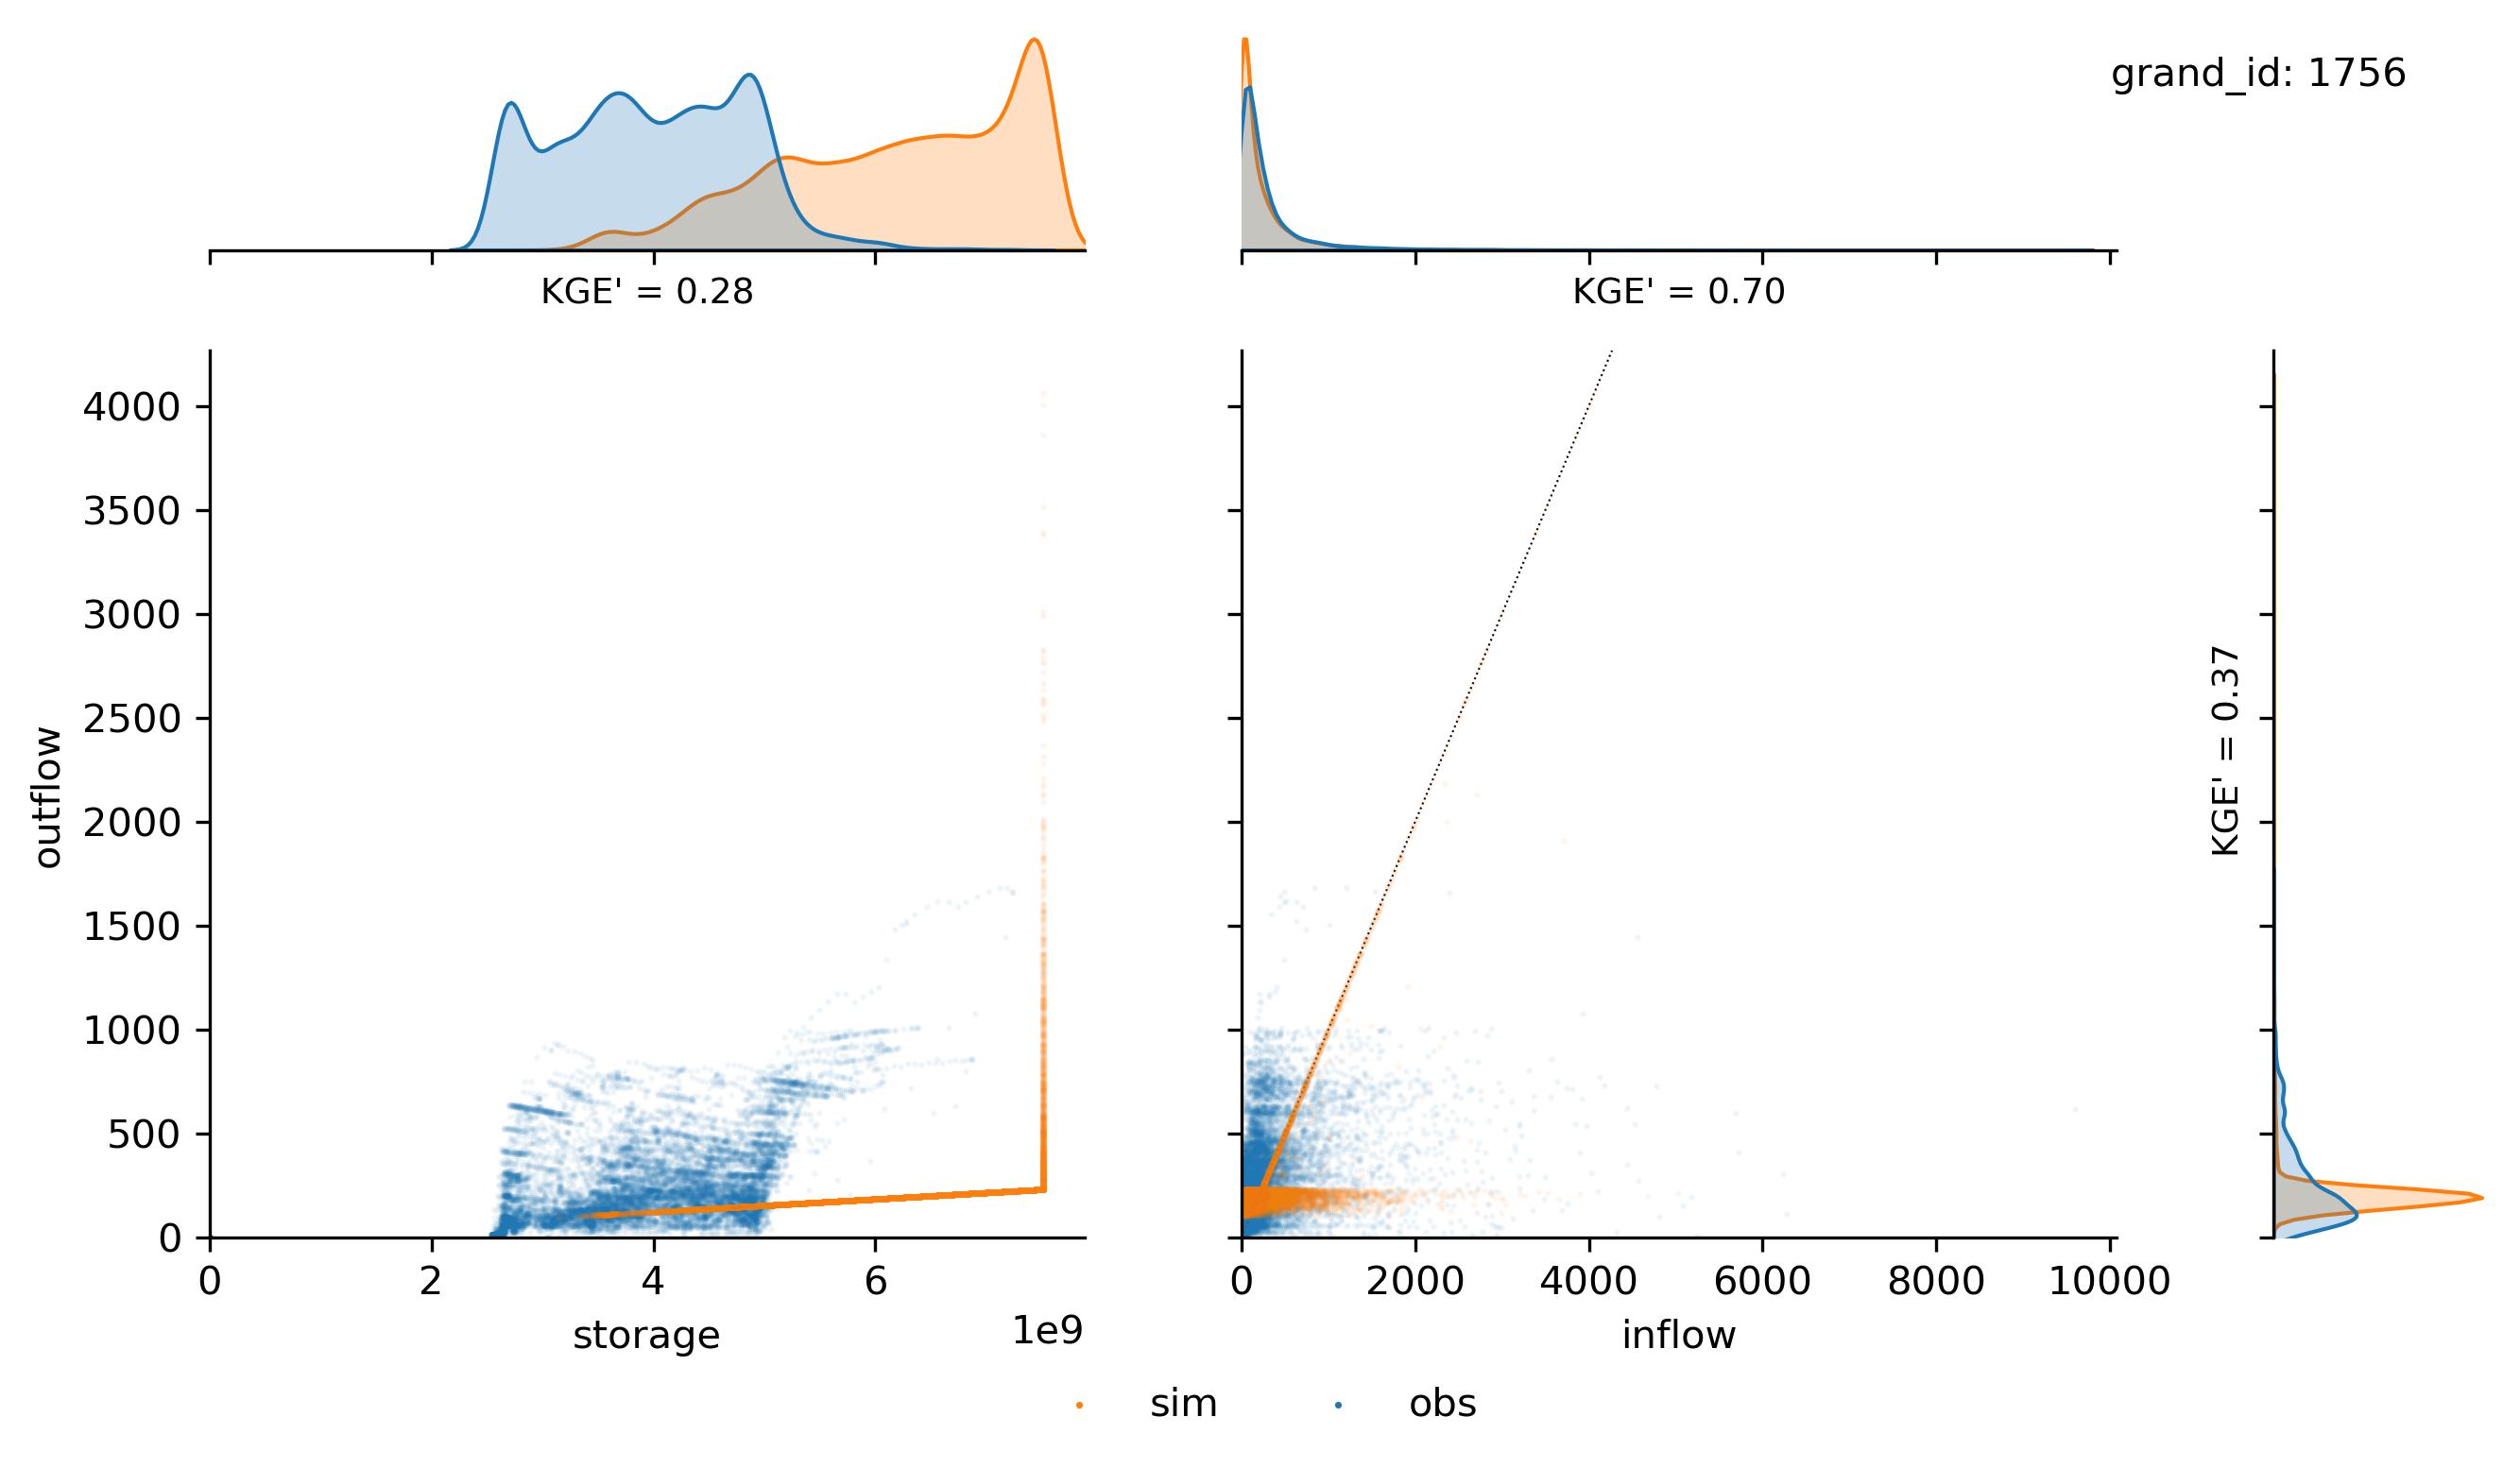 grand_id: 1756
KGE' = 0.28
KGE' = 0.70
4000
3500
3000
2500
2000
1500
1000
500
0
outflow
KGE' = 0.37
0 2 4 6
0 2000 4000 6000 8000 10000
storage
1e9
inflow
sim
obs